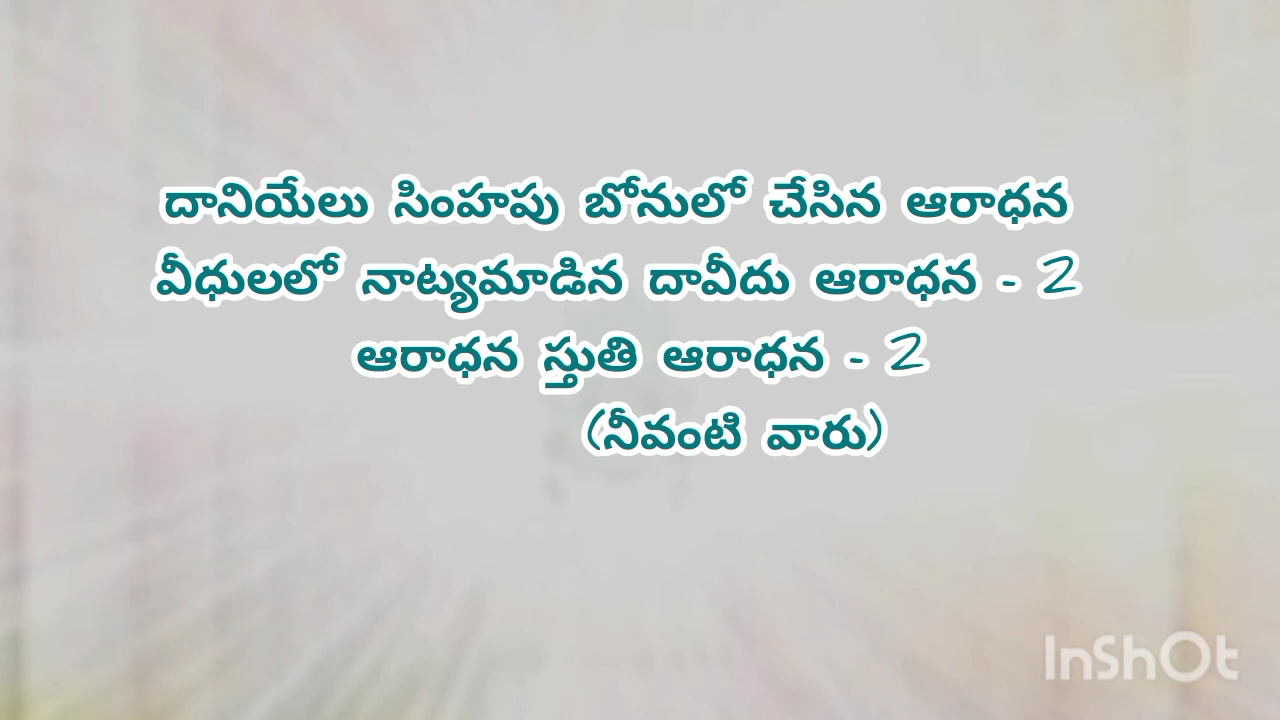 దానియేలు సింహపు బోనులో చేసిన ఆరాధన
వీధులలో నాట్యమాడిన దావీదు ఆరాధన - 2
ఆరాధన స్తుతి ఆరాధన - 2
(నీవంటి వారు)
InShOt